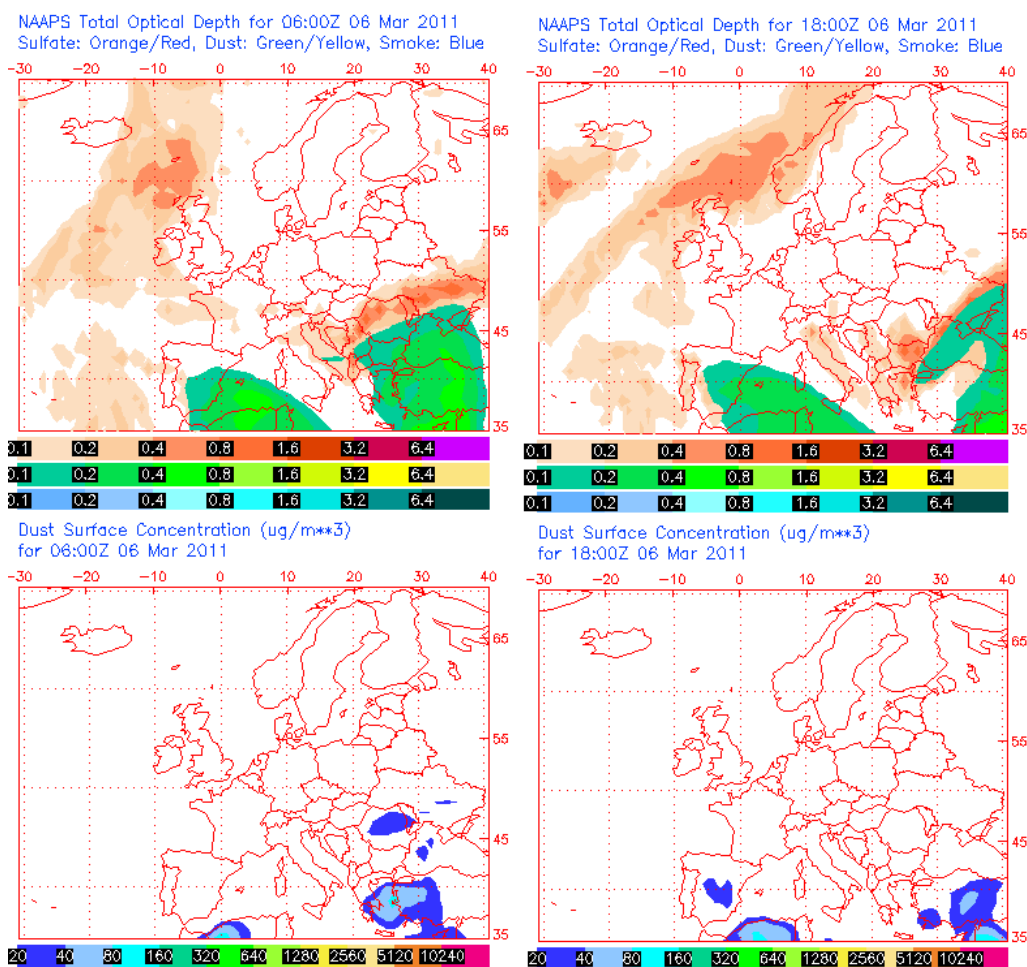 NAAPS Total Optical Depth for 06:00Z 06 Mar 2011
Sulfate: Orange/Red, Dust: Green/Yellow, Smoke: Blue
-30 -20 -10 0 10 20 30 40
65
55
45
35
0.1 0.2 0.4 0.8 1.6 3.2 6.4
0.1 0.2 0.4 0.8 1.6 3.2 6.4
0.1 0.2 0.4 0.8 1.6 3.2 6.4
NAAPS Total Optical Depth for 18:00Z 06 Mar 2011
Sulfate: Orange/Red, Dust: Green/Yellow, Smoke: Blue
-30 -20 -10 0 10 20 30 40
65
55
45
35
0.1 0.2 0.4 0.8 1.6 3.2 6.4
0.1 0.2 0.4 0.8 1.6 3.2 6.4
0.1 0.2 0.4 0.8 1.6 3.2 6.4
Dust Surface Concentration (ug/m**3)
for 06:00Z 06 Mar 2011
-30 -20 -10 0 10 20 30 40
65
55
45
35
20 40 80 160 320 640 1280 2560 5120 10240
Dust Surface Concentration (ug/m**3)
for 18:00Z 06 Mar 2011
-30 -20 -10 0 10 20 30 40
65
55
45
35
20 40 80 160 320 640 1280 2560 5120 10240